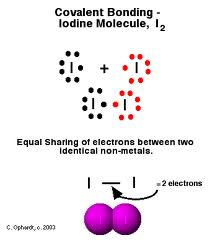 Covalent Bonding -
Iodine Molecule, I2
I + I
I I
Equal Sharing of electrons between two
identical non-metals.
I — I
= 2 electrons
C. Ophardt, c. 2003